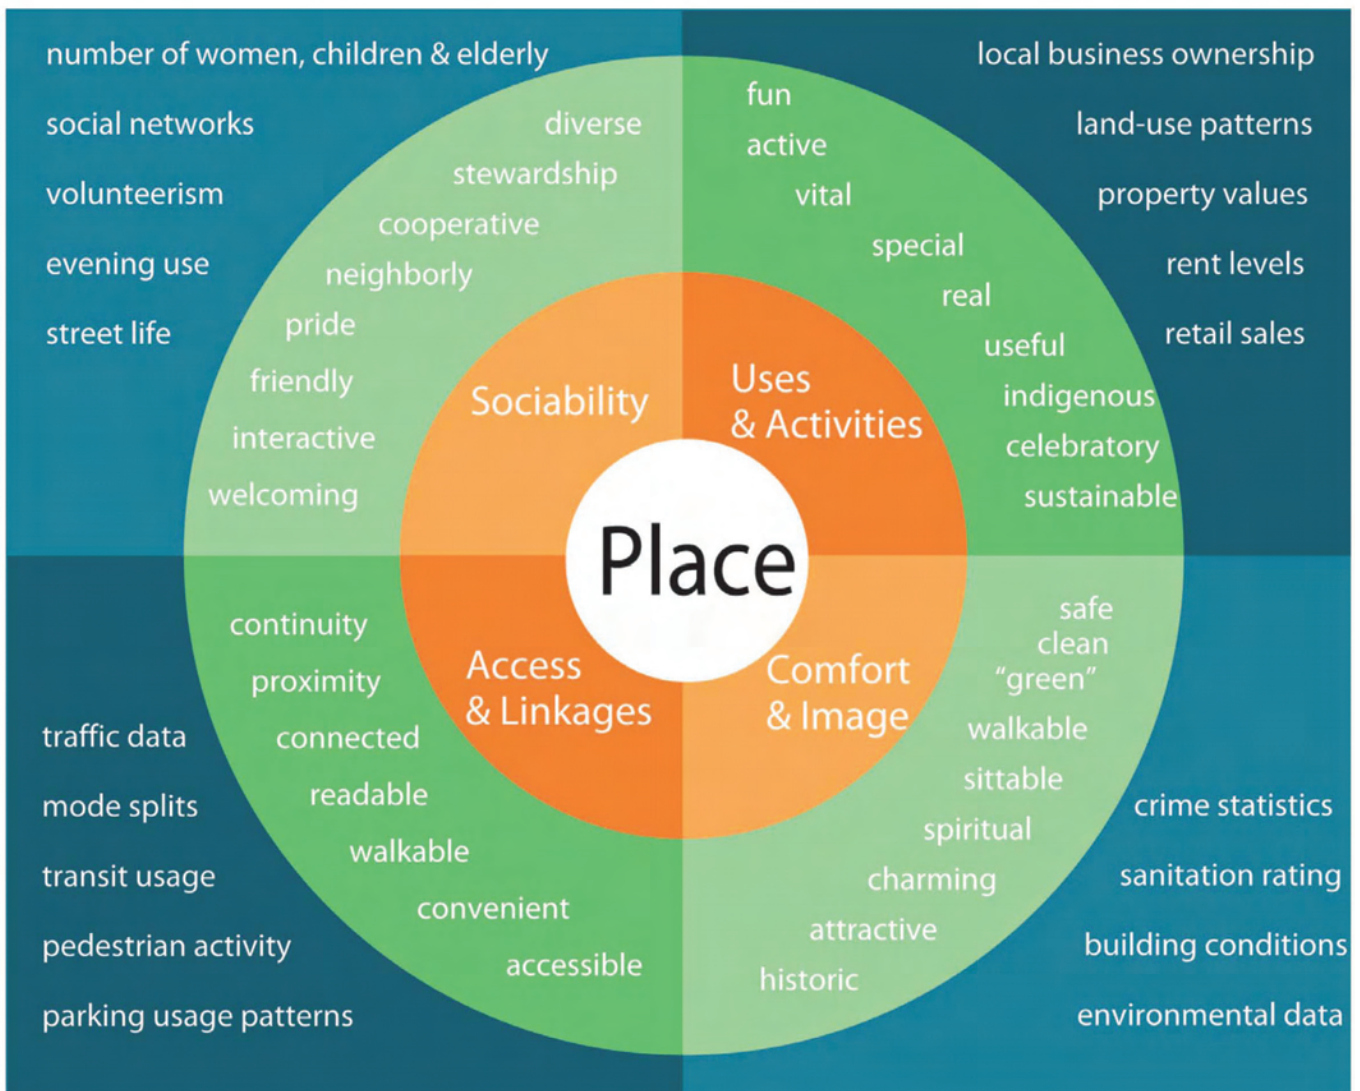 number of women, children & elderly
social networks
volunteerism
evening use
street life
diverse
stewardship
cooperative
neighborly
pride
friendly
interactive
welcoming
Sociability
local business ownership
land-use patterns
property values
rent levels
retail sales
fun
active
vital
special
real
useful
indigenous
celebratory
sustainable
Uses
& Activities
Place
traffic data
mode splits
transit usage
pedestrian activity
parking usage patterns
continuity
proximity
connected
readable
walkable
convenient
accessible
Access
& Linkages
Comfort
& Image
safe
clean
“green”
walkable
sittable
spiritual
charming
attractive
historic
crime statistics
sanitation rating
building conditions
environmental data